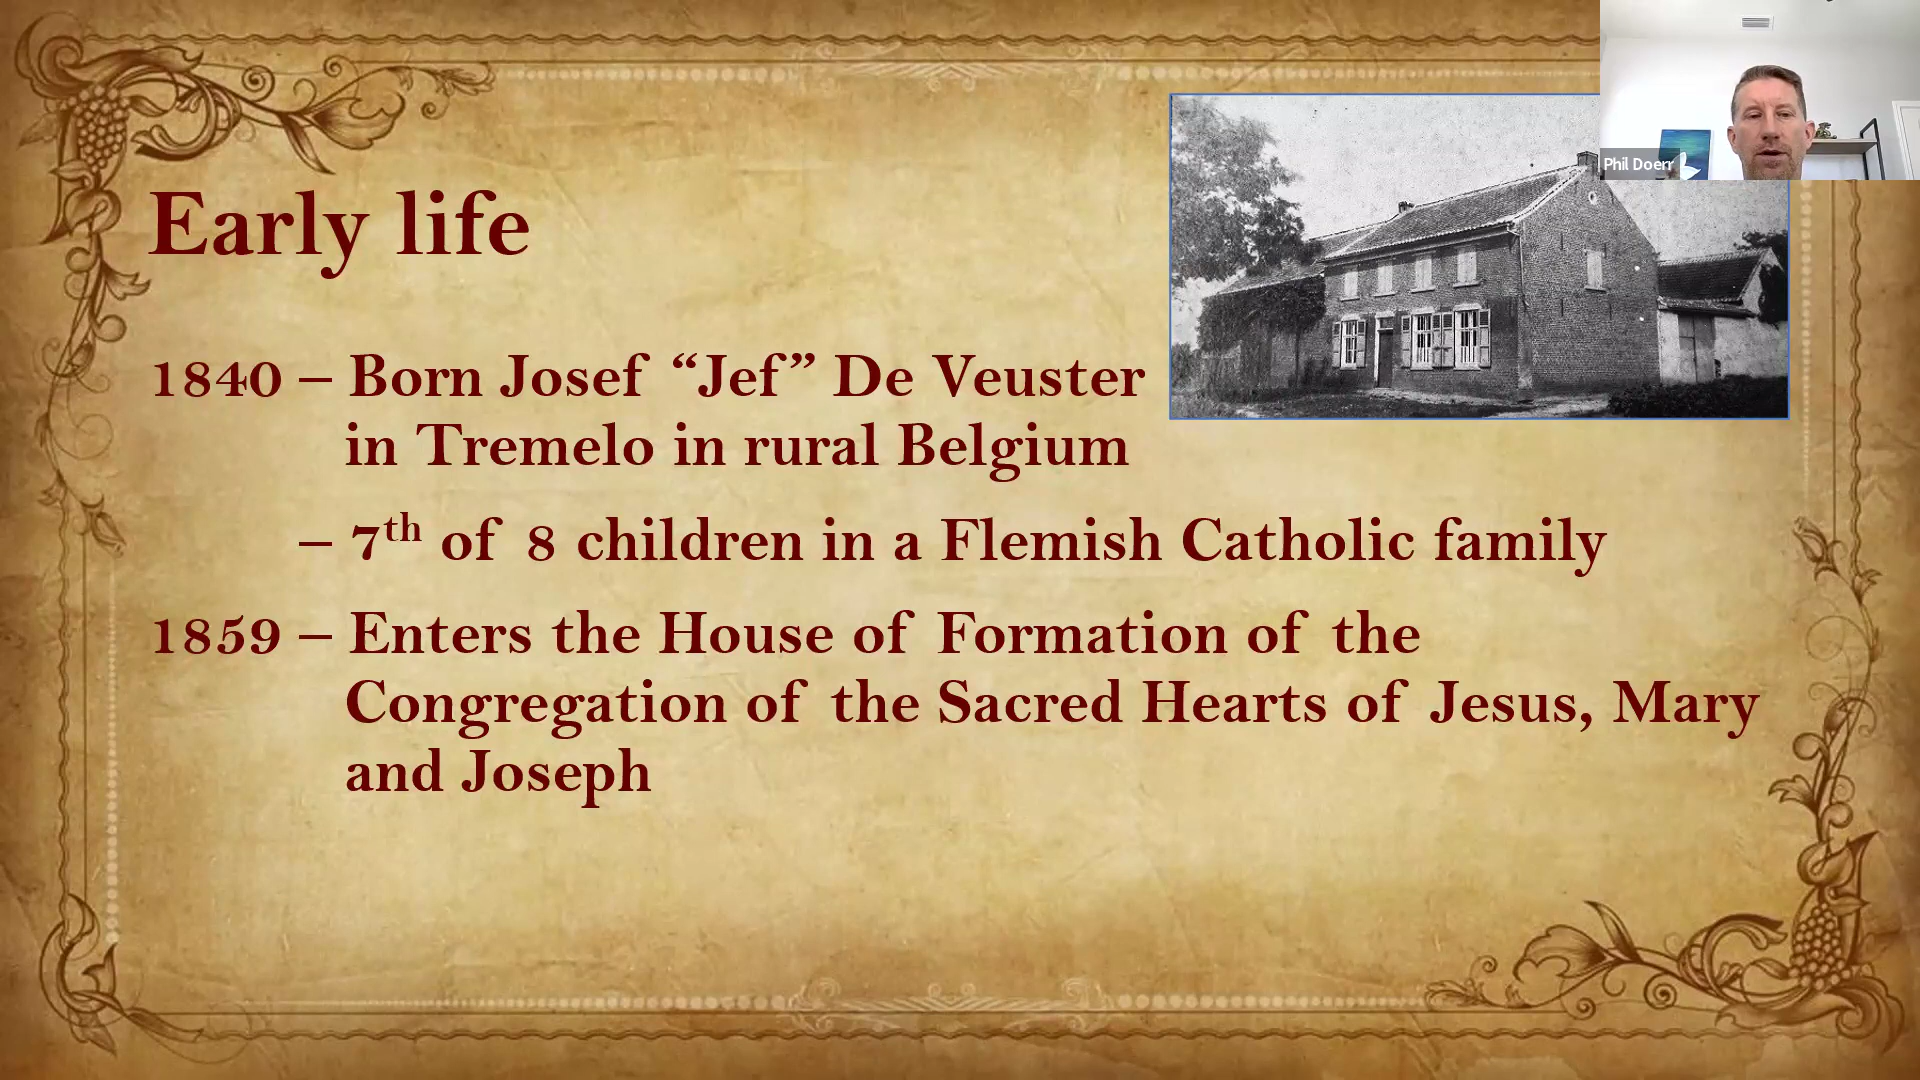 Early life
1840 – Born Josef “Jef” De Veuster
in Tremelo in rural Belgium
– 7th of 8 children in a Flemish Catholic family
1859 – Enters the House of Formation of the
Congregation of the Sacred Hearts of Jesus, Mary
and Joseph
Phil Doerr